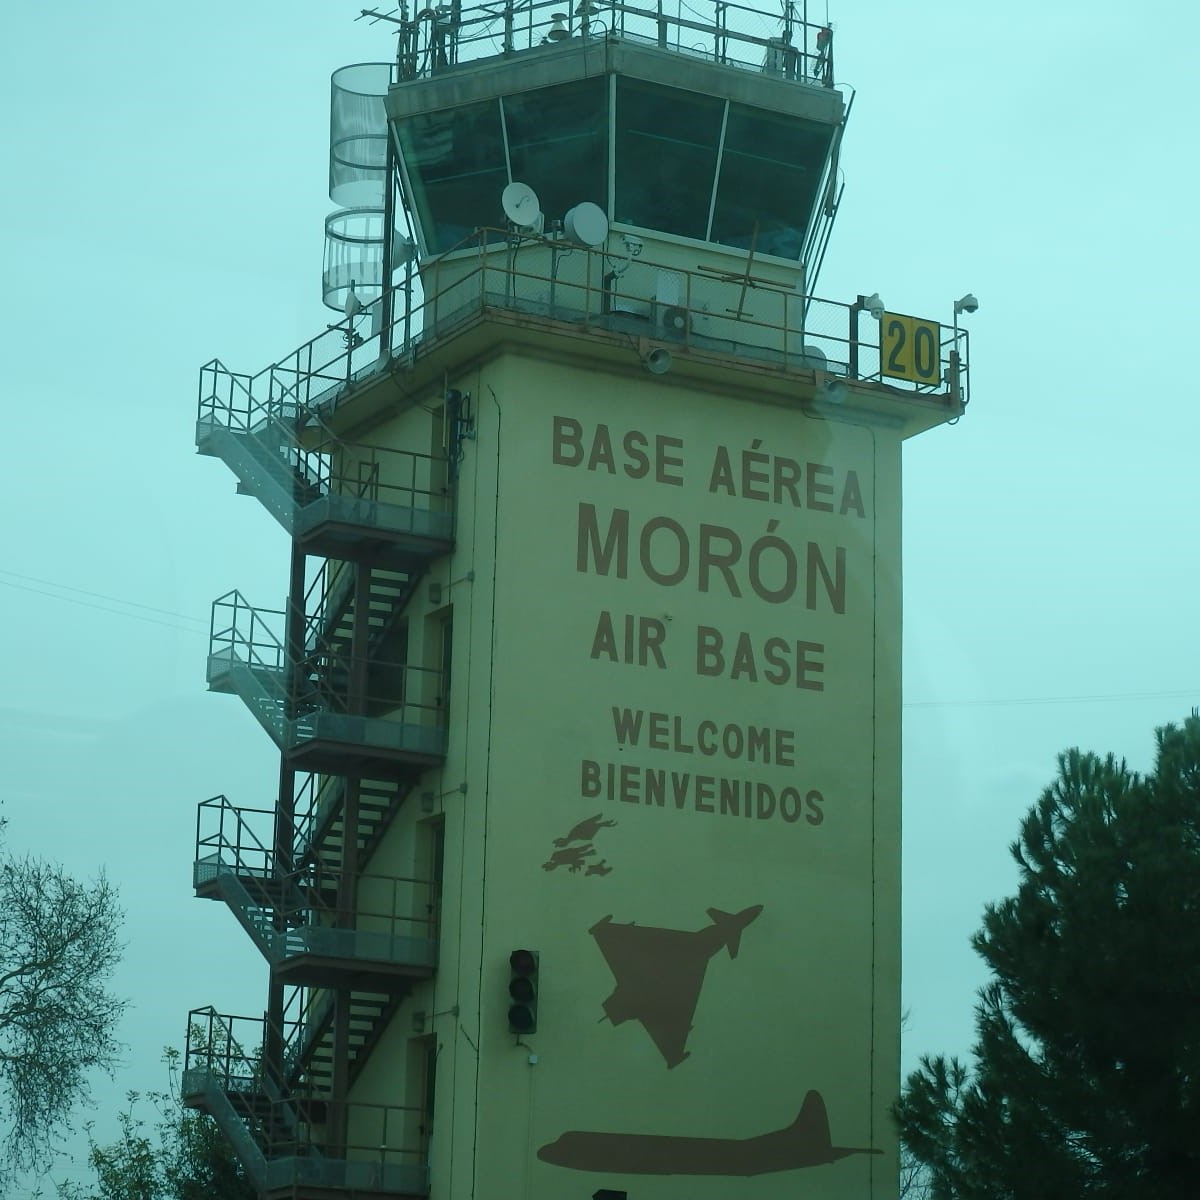 20
BASE AÉREA
MORÓN
AIR BASE
WELCOME
BIENVENIDOS